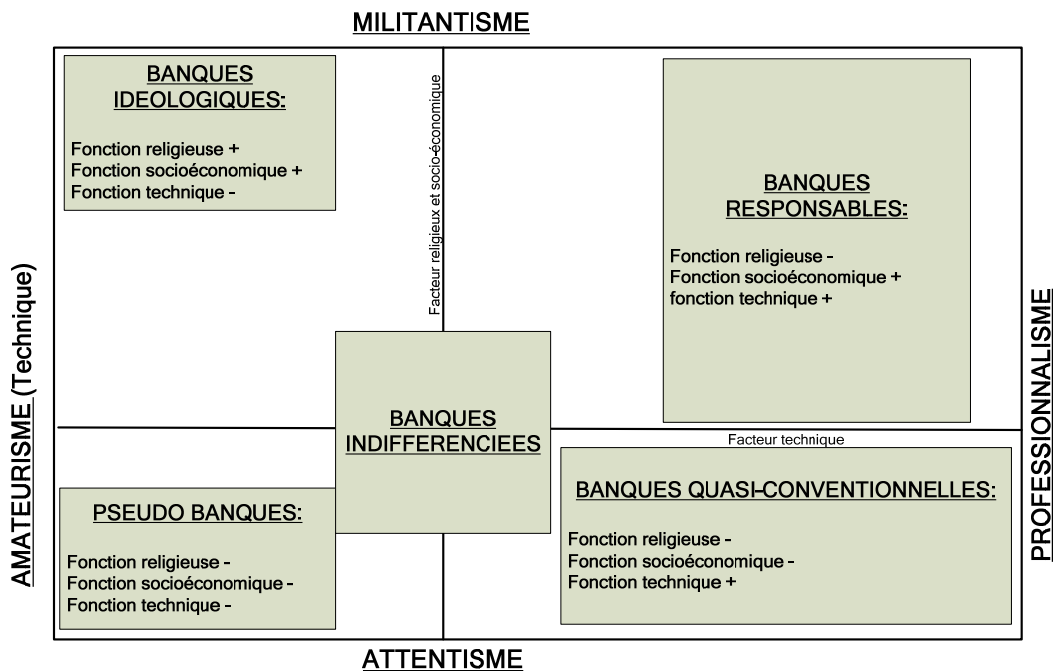 MILITANTISME
BANQUES
IDEOLOGIQUES:
Fonction religieuse +
Fonction socioéconomique +
Fonction technique -
Facteur religieux et socio-économique
BANQUES
RESPONSABLES:
Fonction religieuse -
Fonction socioéconomique +
fonction technique +
AMATEURISME (Technique)
PROFESSIONNALISME
BANQUES
INDIFFERENCIEES
Facteur technique
PSEUDO BANQUES:
Fonction religieuse -
Fonction socioéconomique -
Fonction technique -
BANQUES QUASI-CONVENTIONNELLES:
Fonction religieuse -
Fonction socioéconomique -
Fonction technique +
ATTENTISME